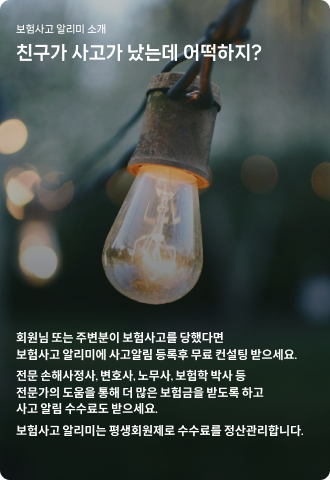 보험사고 알리미 소개
친구가 사고가 났는데 어떡하지?
회원님 또는 주변분이 보험사고를 당했다면
보험사고 알리미에 사고알림 등록후 무료 컨설팅 받으세요.
전문 손해사정사, 변호사, 노무사, 보험학 박사 등
전문가의 도움을 통해 더 많은 보험금을 받도록 하고
사고 알림 수수료도 받으세요.
보험사고 알리미는 평생회원제로 수수료를 정산관리합니다.